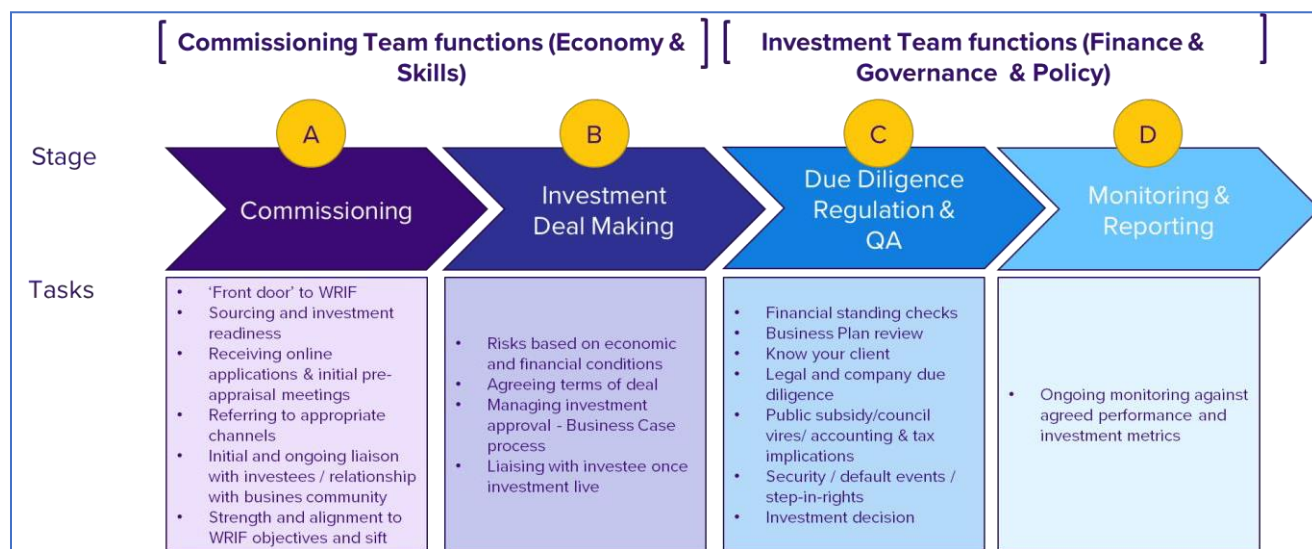 Commissioning Team functions (Economy &
Skills)
Investment Team functions (Finance &
Governance & Policy)
A
B
C
D
Stage
Commissioning
Investment
Deal Making
Due Diligence
Regulation &
QA
Monitoring &
Reporting
Tasks
• 'Front door' to WRIF
• Sourcing and investment
readiness
• Receiving online
applications & initial pre-
appraisal meetings
• Referring to appropriate
channels
• Initial and ongoing liaison
with investees / relationship
with busines community
• Strength and alignment to
WRIF objectives and sift
• Risks based on economic
and financial conditions
• Agreeing terms of deal
• Managing investment
approval - Business Case
process
• Liaising with investee once
investment live
• Financial standing checks
• Business Plan review
• Know your client
• Legal and company due
diligence
• Public subsidy/council
vires/ accounting & tax
implications
• Security / default events /
step-in-rights
• Investment decision
• Ongoing monitoring against
agreed performance and
investment metrics